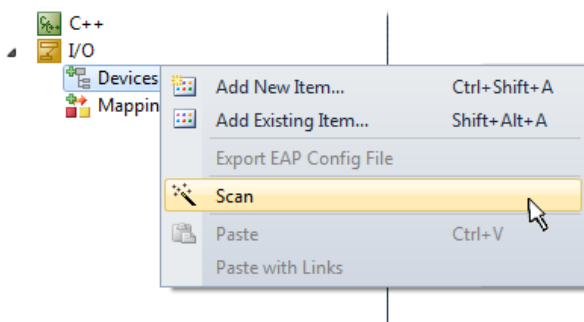 C++
I/O
Devices
Mappin
Add New Item... Ctrl+Shift+A
Add Existing Item... Shift+Alt+A
Export EAP Config File
Scan
Paste Ctrl+V
Paste with Links